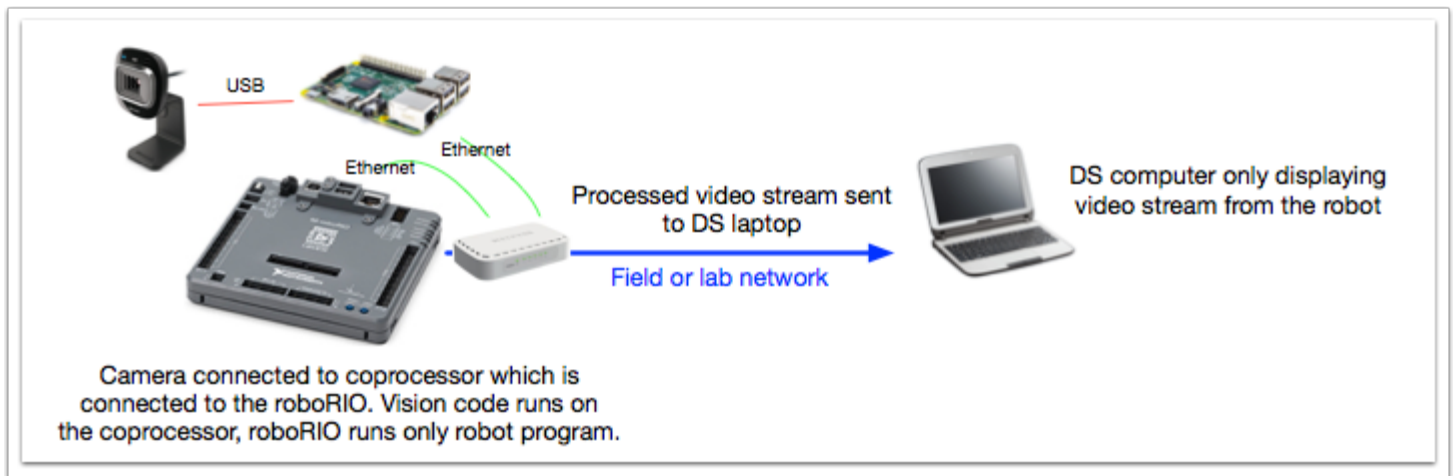 USB
Ethernet
Ethernet
Processed video stream sent
to DS laptop
Field or lab network
DS computer only displaying
video stream from the robot
Camera connected to coprocessor which is
connected to the roboRIO. Vision code runs on
the coprocessor, roboRIO runs only robot program.